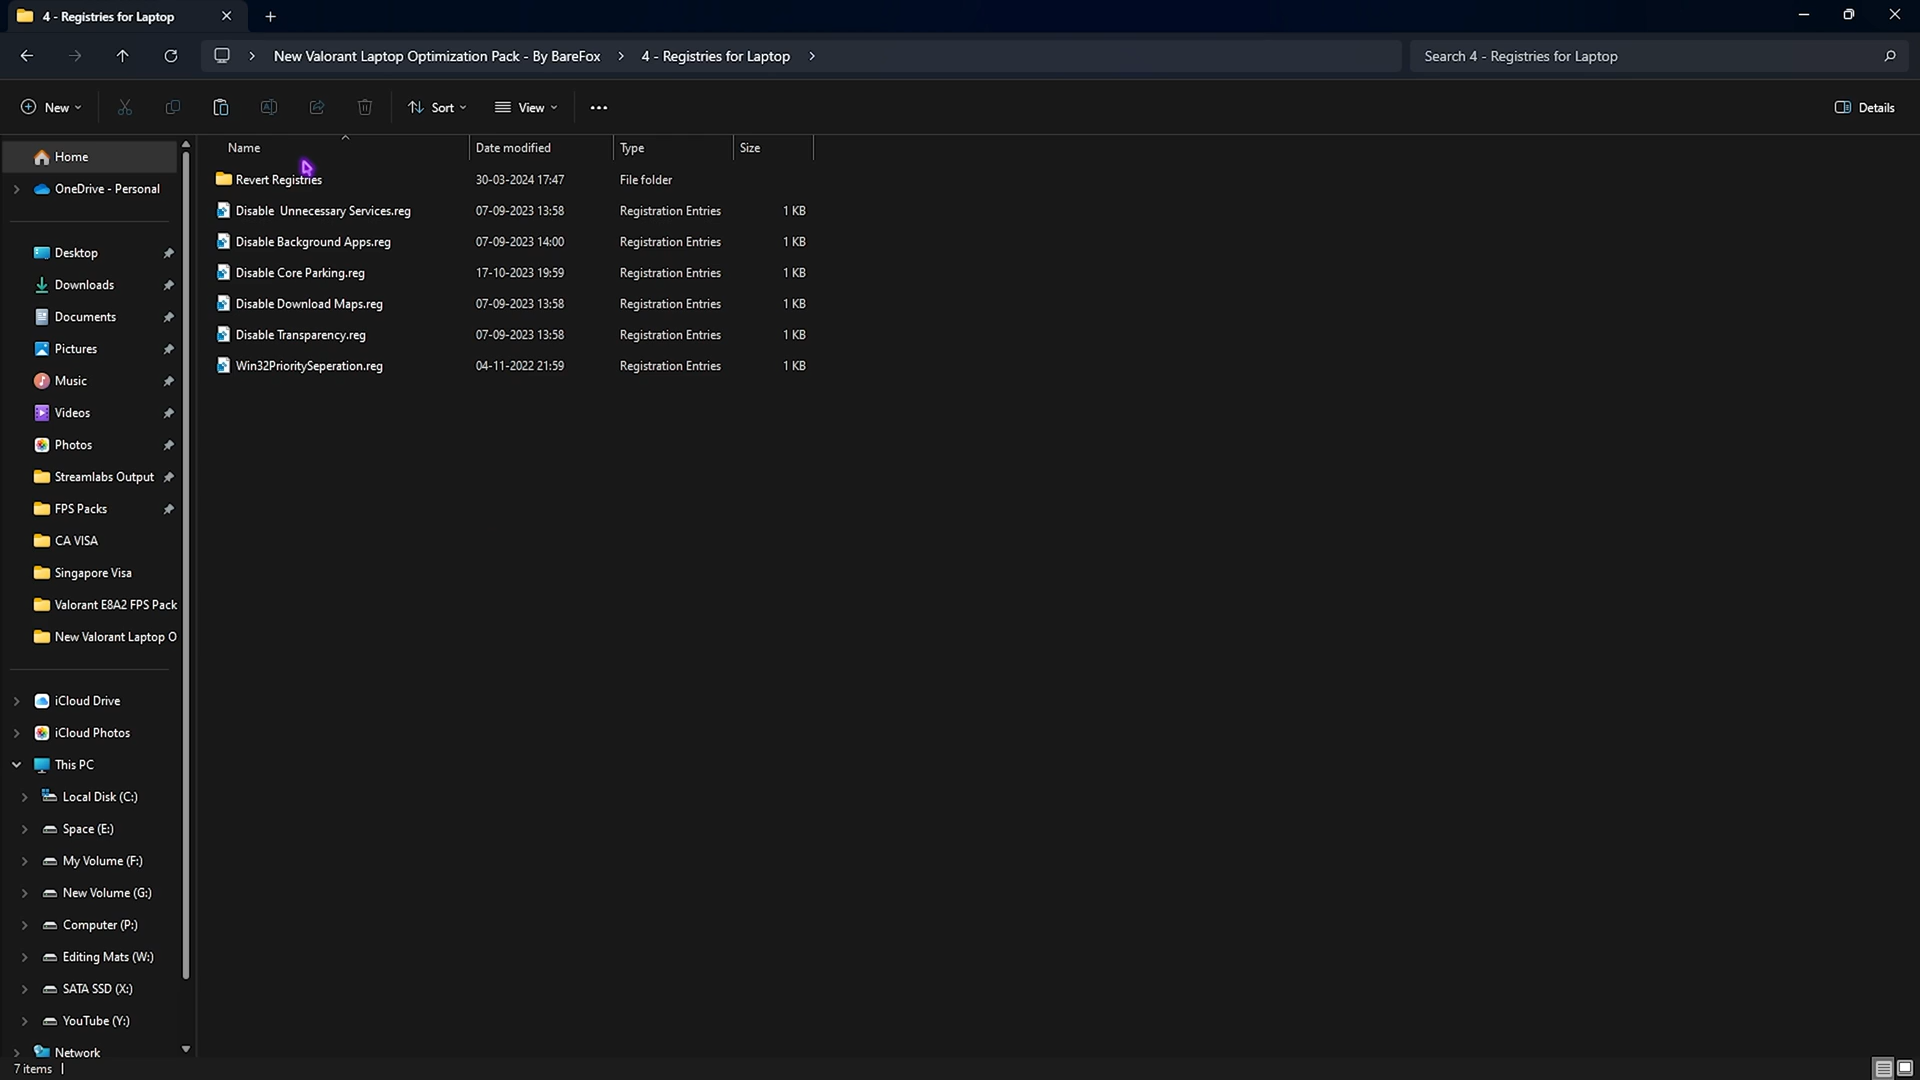 4 - Registries for Laptop
New Valorant Laptop Optimization Pack - By BareFox > 4 - Registries for Laptop >
Search 4 - Registries for Laptop
New
Sort
View
Details
Name Date modified Type Size
Revert Registries 30-03-2024 17:47 File folder
Disable  Unnecessary Services.reg 07-09-2023 13:58 Registration Entries 1 KB
Disable Background Apps.reg 07-09-2023 14:00 Registration Entries 1 KB
Disable Core Parking.reg 17-10-2023 19:59 Registration Entries 1 KB
Disable Download Maps.reg 07-09-2023 13:58 Registration Entries 1 KB
Disable Transparency.reg 07-09-2023 13:58 Registration Entries 1 KB
Win32PrioritySeperation.reg 04-11-2022 21:59 Registration Entries 1 KB
Home
OneDrive - Personal
Desktop
Downloads
Documents
Pictures
Music
Videos
Photos
Streamlabs Output
FPS Packs
CA VISA
Singapore Visa
Valorant E8A2 FPS Pack
New Valorant Laptop O
iCloud Drive
iCloud Photos
This PC
Local Disk (C:)
Space (E:)
My Volume (F:)
New Volume (G:)
Computer (P:)
Editing Mats (W:)
SATA SSD (X:)
YouTube (Y:)
Network
7 items